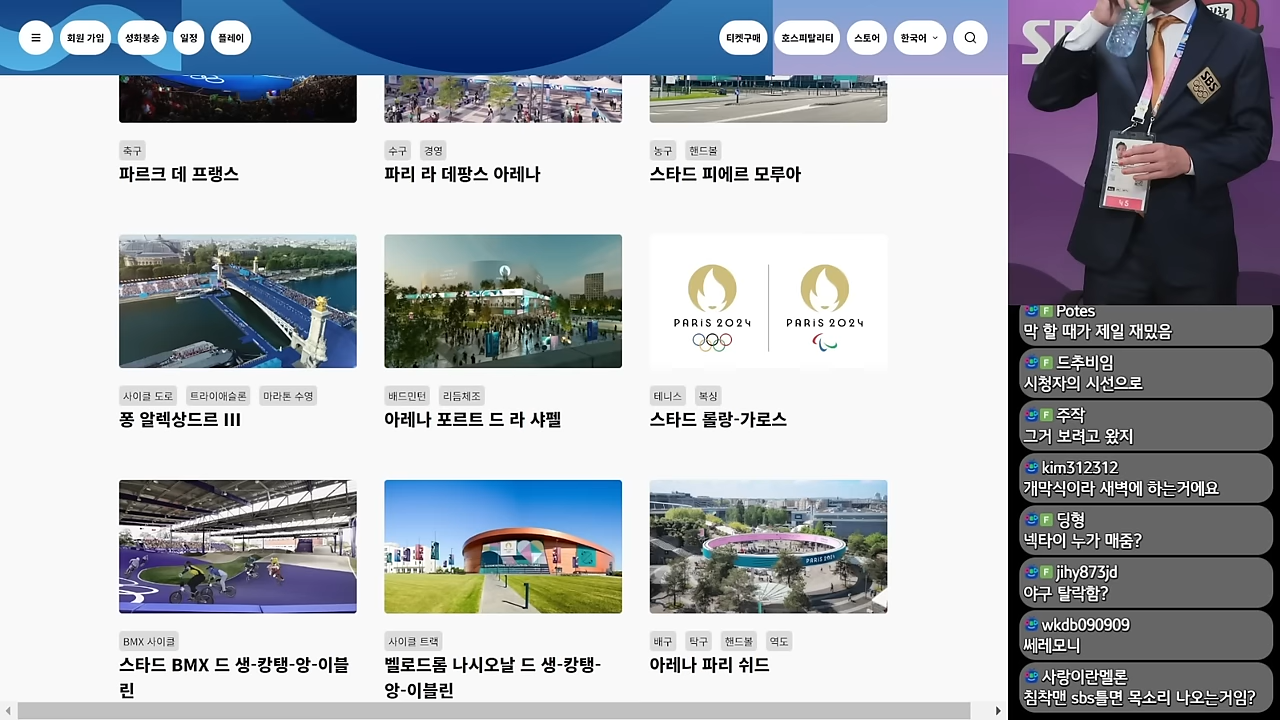 회원 가입
성화봉송
일정
플레이
티켓구매
호스피탈리티
스토어
한국어
축구
파르크 데 프랭스
수구 경영
파리 라 데팡스 아레나
농구 핸드볼
스타드 피에르 모루아
PARIS 2024
PARIS 2024
사이클 도로 트라이애슬론 마라톤 수영
퐁 알렉상드르 III
배드민턴 리듬체조
아레나 포르트 드 라 샤펠
테니스 복싱
스타드 롤랑-가로스
PARIS 2024
BMX 사이클
스타드 BMX 드 생-캉탱-앙-이블
린
사이클 트랙
벨로드롬 나시오날 드 생-캉탱-
앙-이블린
배구 탁구 핸드볼 역도
아레나 파리 쉬드
SBS
45
Potes
막 할 때가 제일 재밌음
드추비임
시청자의 시선으로
주작
그거 보려고 왔지
kim312312
개막식이라 새벽에 하는거에요
딩형
넥타이 누가 매줌?
jihy873jd
야구 탈락함?
wkdb090909
쎄레모니
사랑이란멜론
침착맨 sbs틀면 목소리 나오는거임?